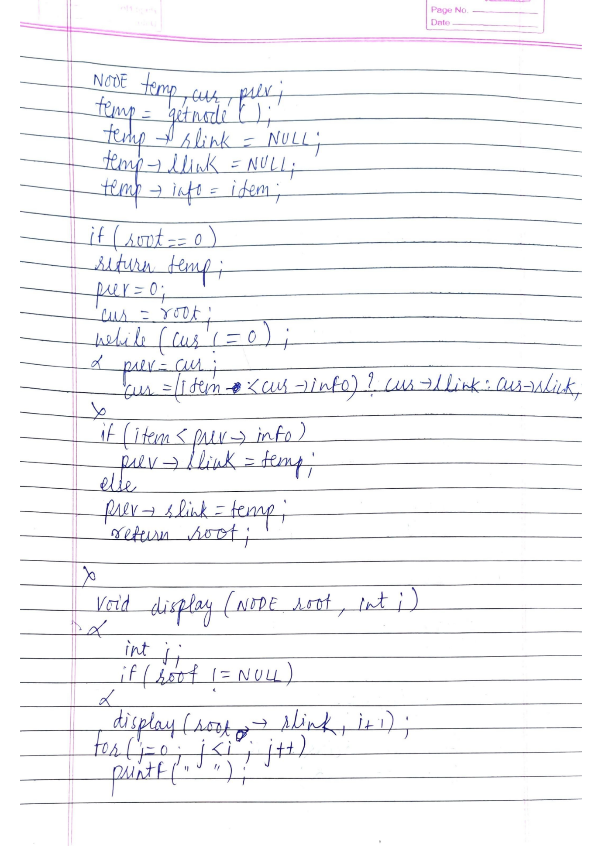 Page No.
Date
NODE temp, cur, prev;
temp = getnode ( );
temp → rlink = NULL;
temp → llink = NULL;
temp → info = item;
if ( root == 0 )
return temp;
prev = 0;
cur = root;
while ( cur != 0 ) ;
{ prev = cur ;
cur = (item < cur → info) ? cur → llink : cur → rlink,
}
if ( item < prev → info )
prev → llink = temp;
else
prev → rlink = temp;
return root;
}
void display ( NODE root, int i )
{
int j;
if ( root != NULL )
{
display ( root → rlink, i+1 ) ;
for ( j=0 ; j < i ; j++ )
printf ( " " ) ;